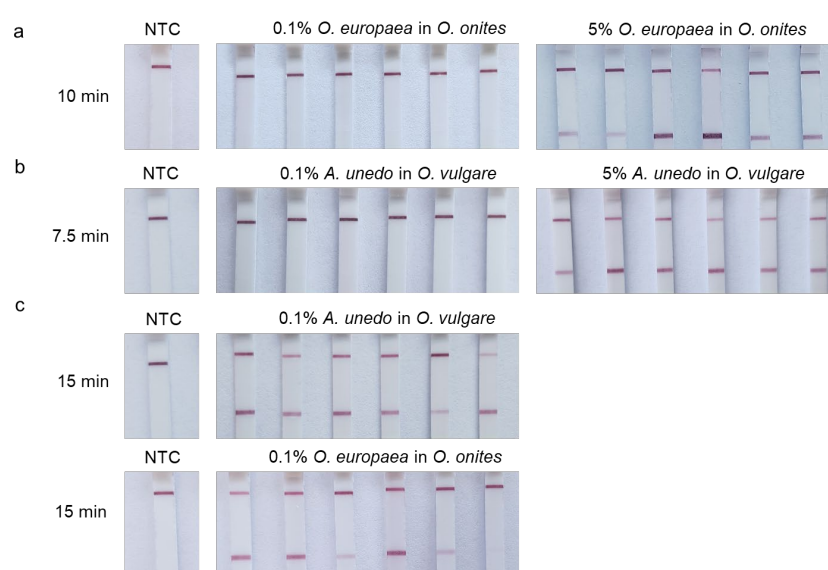 a
NTC
0.1% O. europaea in O. onites
5% O. europaea in O. onites
10 min
b
NTC
0.1% A. unedo in O. vulgare
5% A. unedo in O. vulgare
7.5 min
c
NTC
0.1% A. unedo in O. vulgare
15 min
NTC
0.1% O. europaea in O. onites
15 min